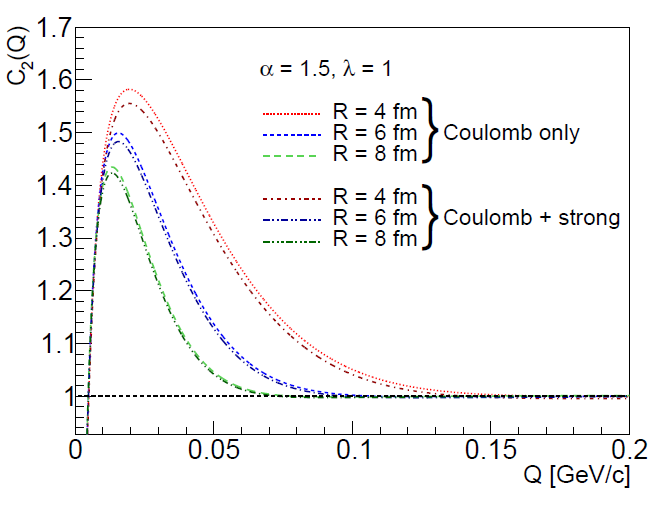 C₂(Q)
1.7
1.6
1.5
1.4
1.3
1.2
1.1
1
α = 1.5, λ = 1
R = 4 fm
R = 6 fm
R = 8 fm
Coulomb only
R = 4 fm
R = 6 fm
R = 8 fm
Coulomb + strong
0 0.05 0.1 0.15 0.2
Q [GeV/c]